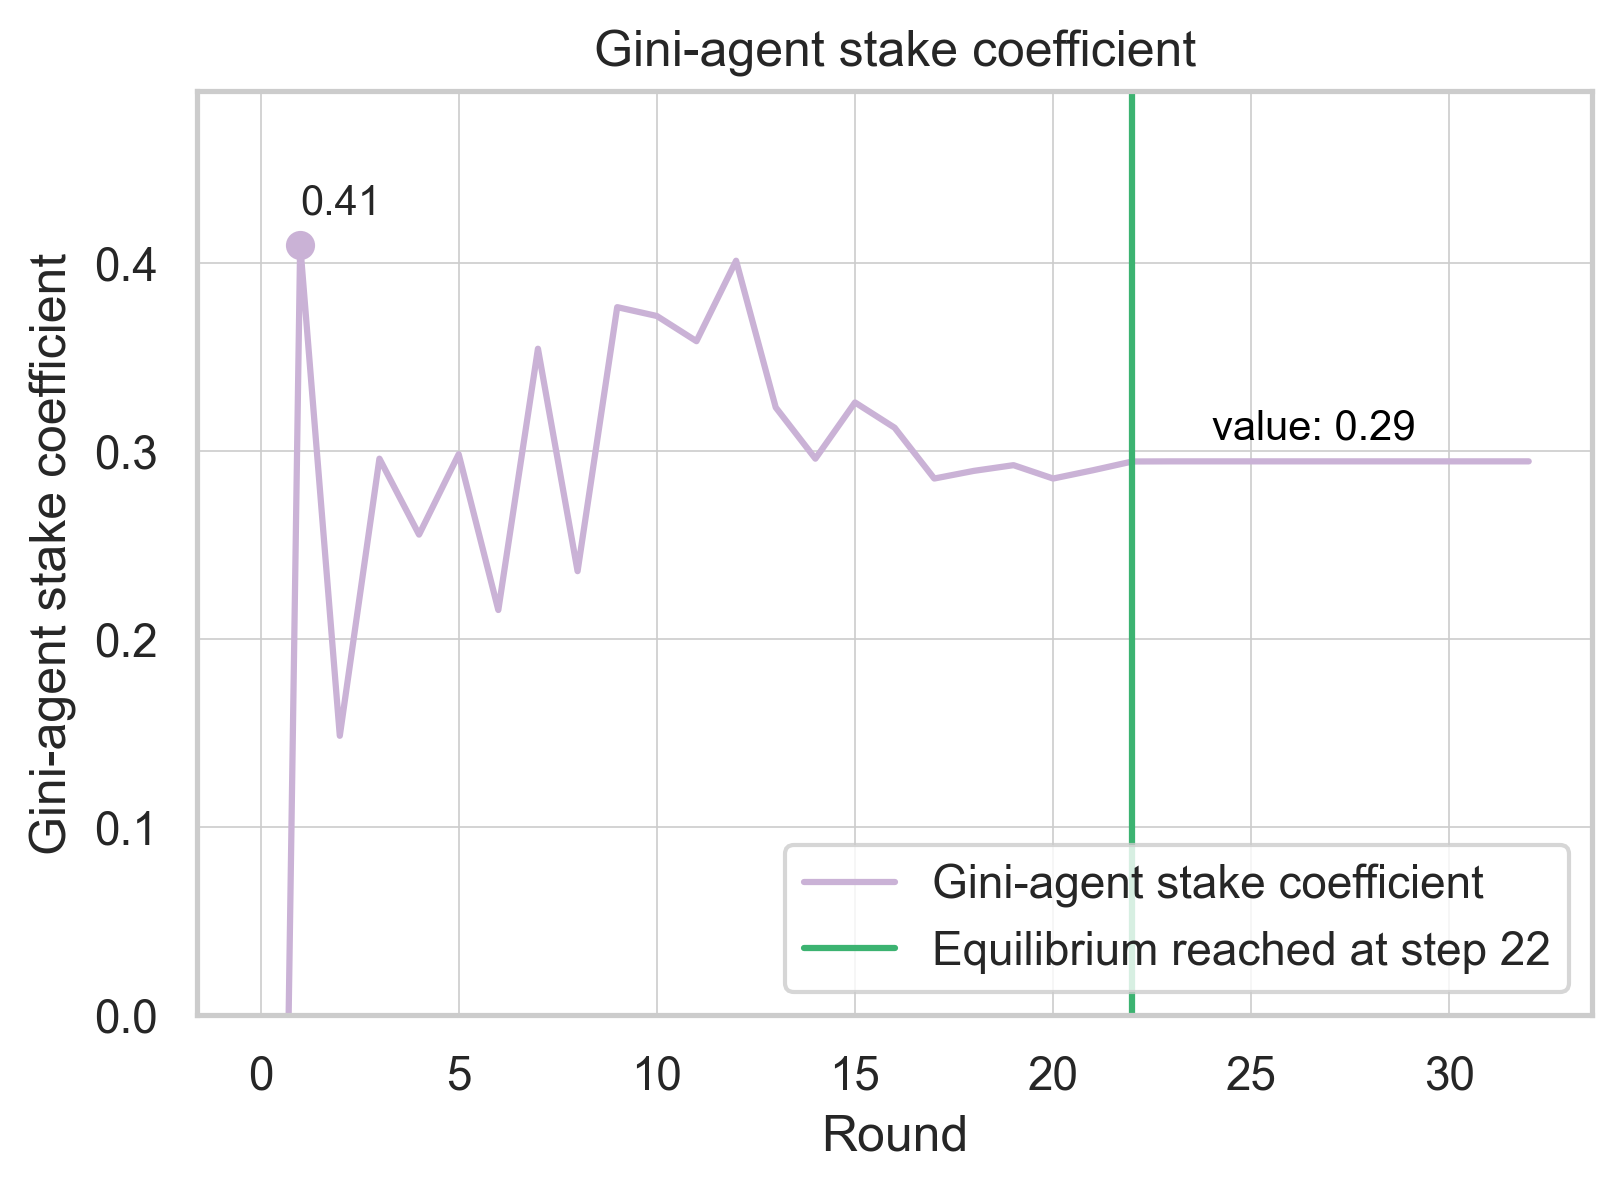 Gini-agent stake coefficient
0.41
value: 0.29
Gini-agent stake coefficient
0.4
0.3
0.2
0.1
0.0
Gini-agent stake coefficient
Equilibrium reached at step 22
0 5 10 15 20 25 30
Round